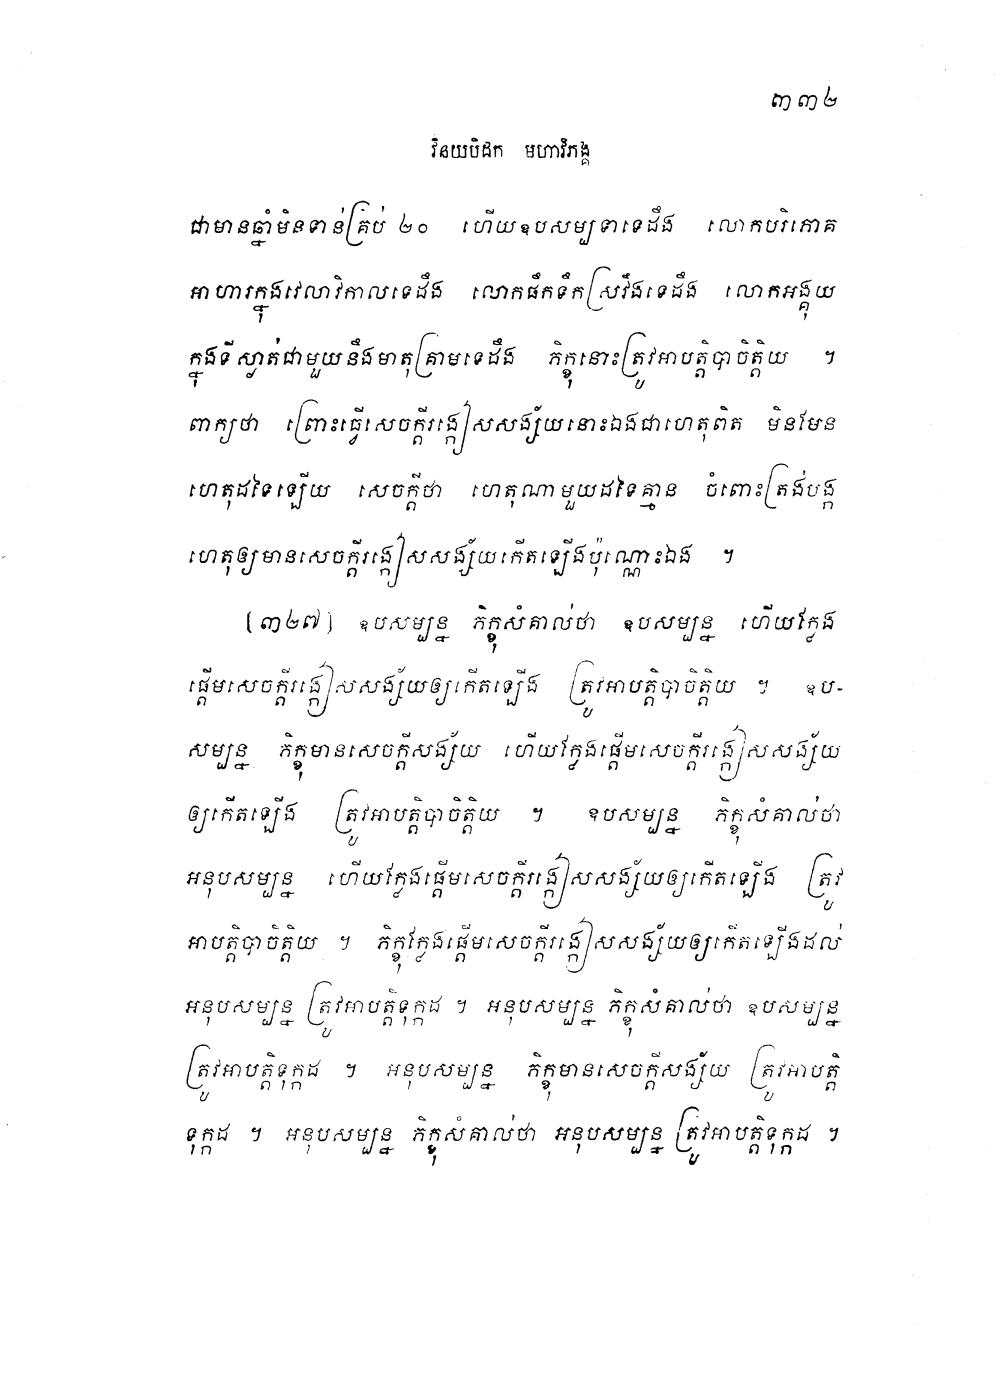 ៣៣២
វិនយបិដក មហាវិភង្គ
ជាមានឆ្នាំមិនទាន់គ្រប់ ២០ ហើយឧបសម្បទាទេដឹង លោកបរិភោគ
អាហារក្នុងវេលាវិកាលទេដឹង លោកផឹកទឹកស្រវឹងទេដឹង លោកអង្គុយ
ក្នុងទីស្ងាត់ជាមួយនឹងមាតុគ្រាមទេដឹង ភិក្ខុនោះត្រូវអាបត្តិបាចិត្តិយ ។
ពាក្យថា ព្រោះធ្វើសេចក្តីរង្កៀសសង្ស័យនោះឯងជាហេតុពិត មិនមែន
ហេតុដទៃឡើយ សេចក្តីថា ហេតុណាមួយដទៃគ្មាន ចំពោះត្រង់បង្ក
ហេតុឲ្យមានសេចក្តីរង្កៀសសង្ស័យកើតឡើងប៉ុណ្ណោះឯង ។
(៣២៧) ឧបសម្បន្ន ភិក្ខុសំគាល់ថា ឧបសម្បន្ន ហើយក្លែង
ផ្តើមសេចក្តីរង្កៀសសង្ស័យឲ្យកើតឡើង ត្រូវអាបត្តិបាចិត្តិយ ។ ឧប-
សម្បន្ន ភិក្ខុមានសេចក្តីសង្ស័យ ហើយក្លែងផ្តើមសេចក្តីរង្កៀសសង្ស័យ
ឲ្យកើតឡើង ត្រូវអាបត្តិបាចិត្តិយ ។ ឧបសម្បន្ន ភិក្ខុសំគាល់ថា
អនុបសម្បន្ន ហើយក្លែងផ្តើមសេចក្តីរង្កៀសសង្ស័យឲ្យកើតឡើង ត្រូវ
អាបត្តិបាចិត្តិយ ។ ភិក្ខុក្លែងផ្តើមសេចក្តីរង្កៀសសង្ស័យឲ្យកើតឡើងដល់
អនុបសម្បន្ន ត្រូវអាបត្តិទុក្កដ ។ អនុបសម្បន្ន ភិក្ខុសំគាល់ថា ឧបសម្បន្ន
ត្រូវអាបត្តិទុក្កដ ។ អនុបសម្បន្ន ភិក្ខុមានសេចក្តីសង្ស័យ ត្រូវអាបត្តិ
ទុក្កដ ។ អនុបសម្បន្ន ភិក្ខុសំគាល់ថា អនុបសម្បន្ន ត្រូវអាបត្តិទុក្កដ ។